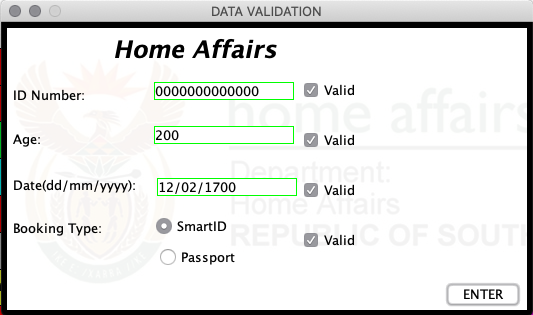 DATA VALIDATION
Home Affairs
ID Number:
0000000000000
Valid
home affairs
Age:
200
Valid
Department:
Date(dd/mm/yyyy):
12/02/1700
Valid
Home Affairs
Booking Type:
SmartID
REPUBLIC OF SOUT
Valid
Passport
ENTER